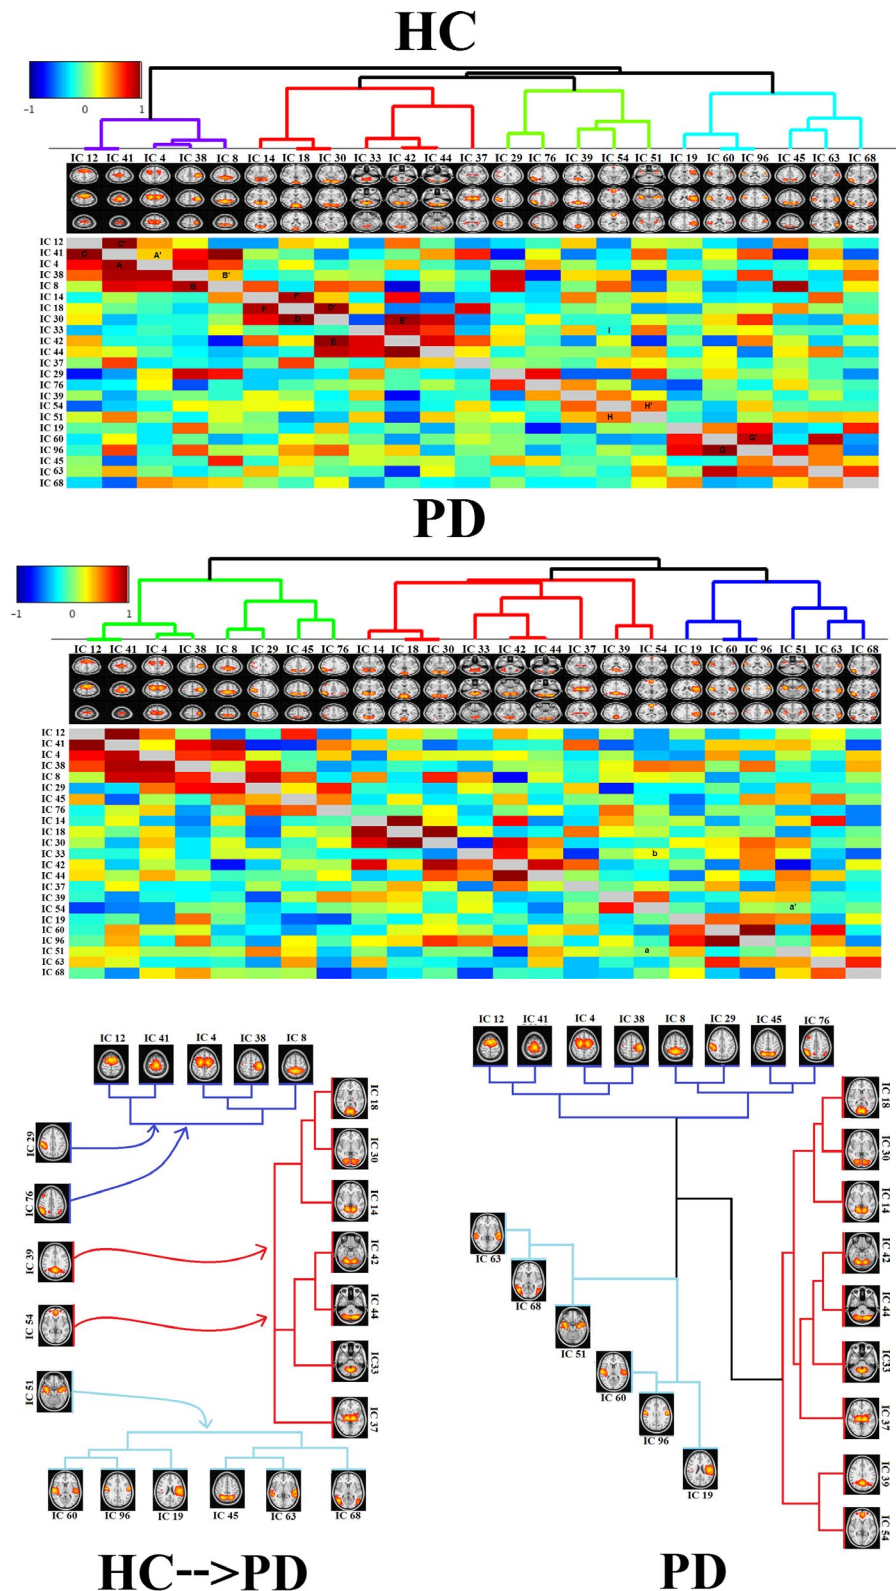 HC
−1 0 1
IC 12 IC 41 IC 4 IC 38 IC 8 IC 14 IC 18 IC 30 IC 33 IC 42 IC 44 IC 37 IC 29 IC 76 IC 39 IC 54 IC 51 IC 19 IC 60 IC 96 IC 45 IC 63 IC 68
IC 12 C'
IC 41 C A'
IC 4 A
IC 38 B'
IC 8 B
IC 14 F'
IC 18 F D'
IC 30 D E'
IC 33 I
IC 42 E
IC 44
IC 37
IC 29
IC 76
IC 39
IC 54 H'
IC 51 H
IC 19
IC 60 G'
IC 96 G
IC 45
IC 63
IC 68
PD
−1 0 1
IC 12 IC 41 IC 4 IC 38 IC 8 IC 29 IC 45 IC 76 IC 14 IC 18 IC 30 IC 33 IC 42 IC 44 IC 37 IC 39 IC 54 IC 19 IC 60 IC 96 IC 51 IC 63 IC 68
IC 12
IC 41
IC 4
IC 38
IC 8
IC 29
IC 45
IC 76
IC 14
IC 18
IC 30
IC 33 b
IC 42
IC 44
IC 37
IC 39
IC 54 a'
IC 19
IC 60
IC 96
IC 51 a
IC 63
IC 68
IC 12 IC 41 IC 4 IC 38 IC 8
IC 18
IC 29
IC 30
IC 76
IC 14
IC 39
IC 42
IC 54
IC 44
IC33
IC 51
IC 37
IC 60 IC 96 IC 19 IC 45 IC 63 IC 68
HC-->PD
IC 12 IC 41 IC 4 IC 38 IC 8 IC 29 IC 45 IC 76
IC 18
IC 30
IC 14
IC 42
IC 63
IC 44
IC 68
IC33
IC 51
IC 60
IC 37
IC 96
IC 39
IC 19
IC 54
PD